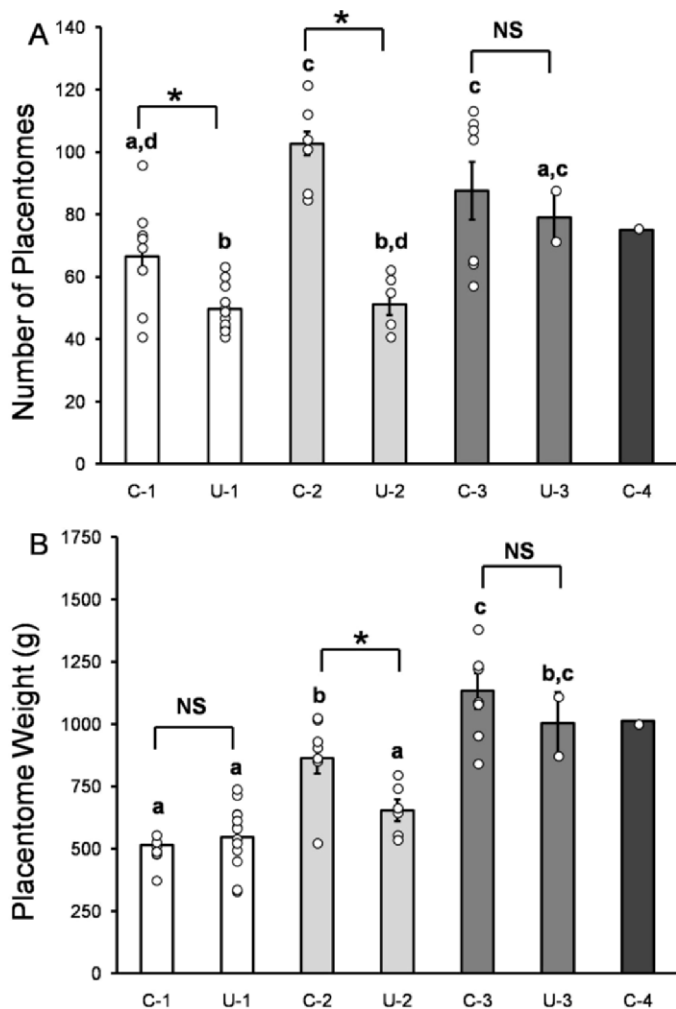 A
Number of Placentomes
140
120
100
80
60
40
20
0
*
*
NS
a,d
b
c
b,d
c
a,c
C-1 U-1 C-2 U-2 C-3 U-3 C-4
B
Placentome Weight (g)
1750
1500
1250
1000
750
500
250
0
NS
*
NS
a
a
b
a
c
b,c
C-1 U-1 C-2 U-2 C-3 U-3 C-4